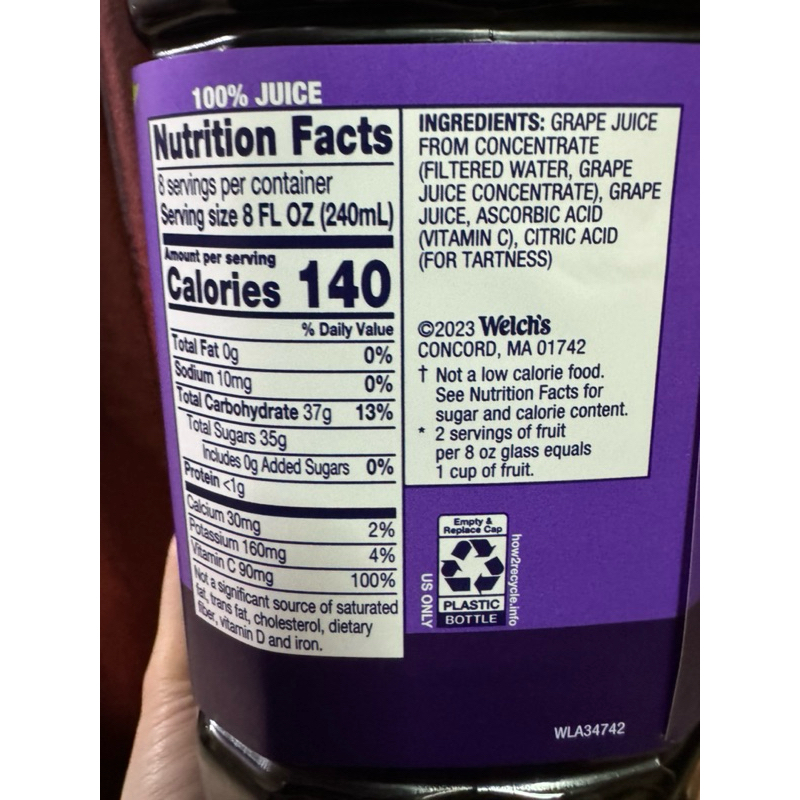 100% JUICE
Nutrition Facts
8 servings per container
Serving size 8 FL OZ (240mL)
Amount per serving
Calories 140
% Daily Value
Total Fat 0g 0%
Sodium 10mg 0%
Total Carbohydrate 37g 13%
Total Sugars 35g
Includes 0g Added Sugars 0%
Protein <1g
Calcium 30mg 2%
Potassium 160mg 4%
Vitamin C 90mg 100%
Not a significant source of saturated
fat, trans fat, cholesterol, dietary
fiber, vitamin D and iron.
INGREDIENTS: GRAPE JUICE
FROM CONCENTRATE
(FILTERED WATER, GRAPE
JUICE CONCENTRATE), GRAPE
JUICE, ASCORBIC ACID
(VITAMIN C), CITRIC ACID
(FOR TARTNESS)
©2023 Welch's
CONCORD, MA 01742
† Not a low calorie food.
See Nutrition Facts for
sugar and calorie content.
* 2 servings of fruit
per 8 oz glass equals
1 cup of fruit.
Empty &
Replace Cap
PLASTIC
BOTTLE
US ONLY
how2recycle.info
WLA34742